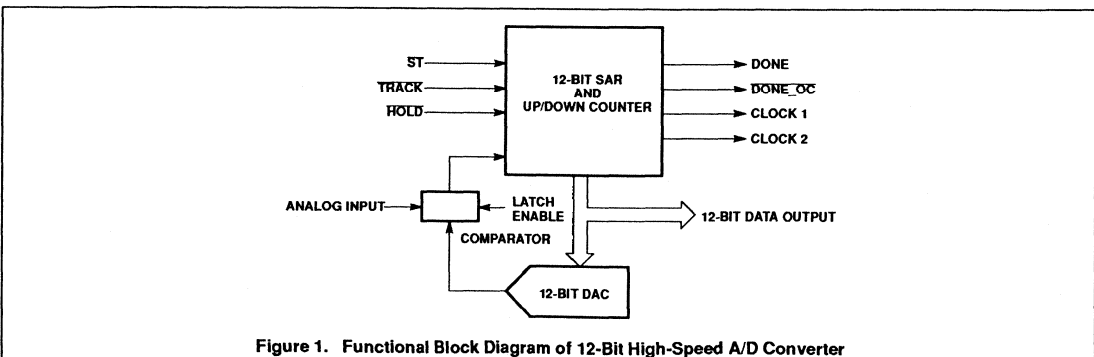 ST
TRACK
HOLD
12-BIT SAR
AND
UP/DOWN COUNTER
DONE
DONE_OC
CLOCK 1
CLOCK 2
ANALOG INPUT
LATCH
ENABLE
COMPARATOR
12-BIT DATA OUTPUT
12-BIT DAC
Figure 1. Functional Block Diagram of 12-Bit High-Speed A/D Converter